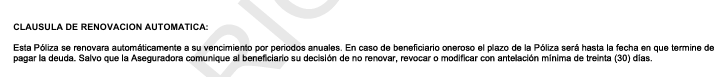 CLAUSULA DE RENOVACION AUTOMATICA:
Esta Póliza se renovara automáticamente a su vencimiento por periodos anuales. En caso de beneficiario oneroso el plazo de la Póliza será hasta la fecha en que termine de
pagar la deuda. Salvo que la Aseguradora comunique al beneficiario su decisión de no renovar, revocar o modificar con antelación mínima de treinta (30) días.